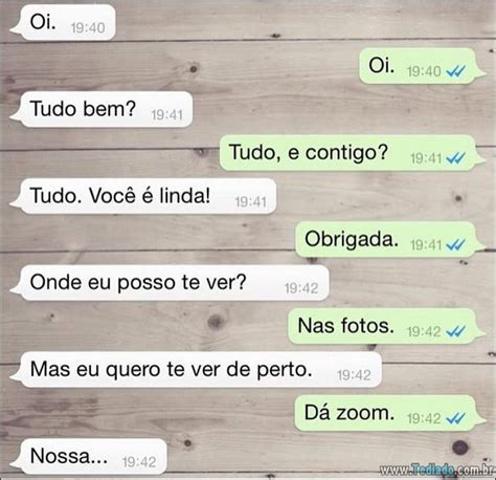 Oi. 19:40
Oi. 19:40
Tudo bem? 19:41
Tudo, e contigo? 19:41
Tudo. Você é linda! 19:41
Obrigada. 19:41
Onde eu posso te ver? 19:42
Nas fotos. 19:42
Mas eu quero te ver de perto. 19:42
Dá zoom. 19:42
Nossa... 19:42
www.Tediado.com.br